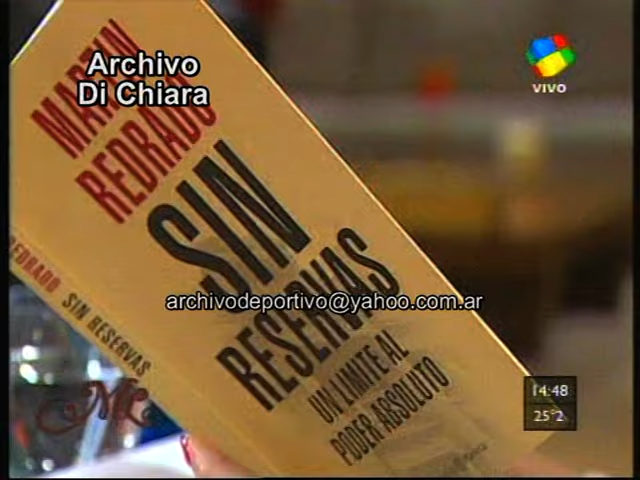 Archivo
Di Chiara
MARTIN
REDRADO
SIN
RESERVAS
UN LIMITE AL
PODER ABSOLUTO
REDRADO SIN RESERVAS
archivodeportivo@yahoo.com.ar
VIVO
14:48
25°2